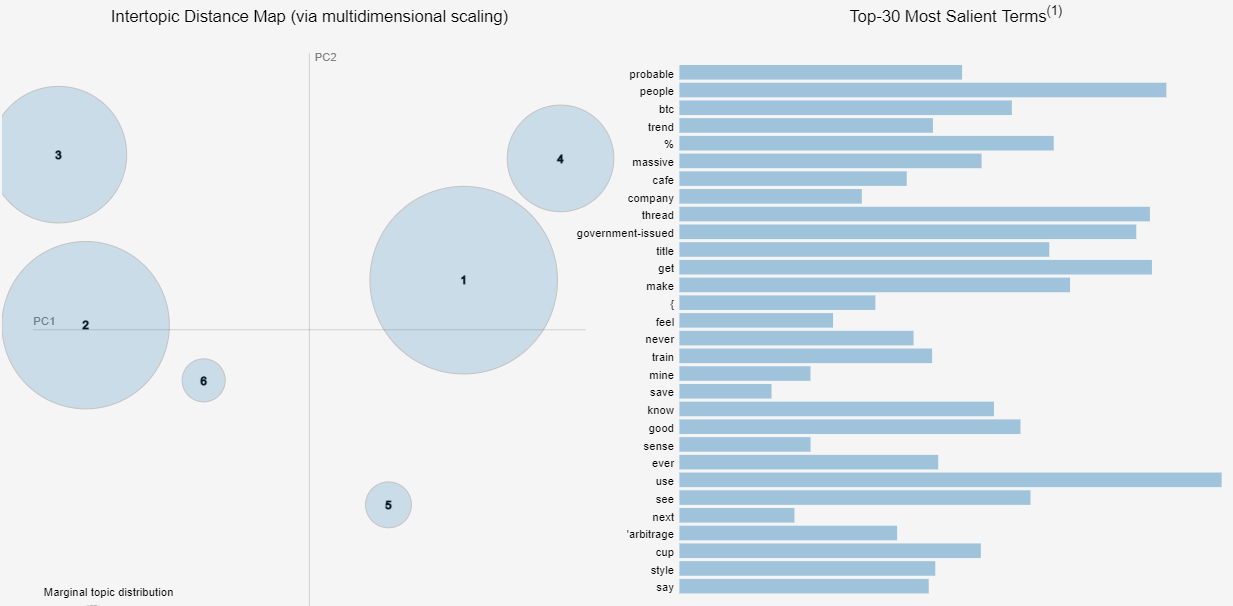 Intertopic Distance Map (via multidimensional scaling)
Top-30 Most Salient Terms(1)
PC2
3
4
1
PC1
2
6
5
Marginal topic distribution
probable
people
btc
trend
%
massive
cafe
company
thread
government-issued
title
get
make
{
feel
never
train
mine
save
know
good
sense
ever
use
see
next
'arbitrage
cup
style
say